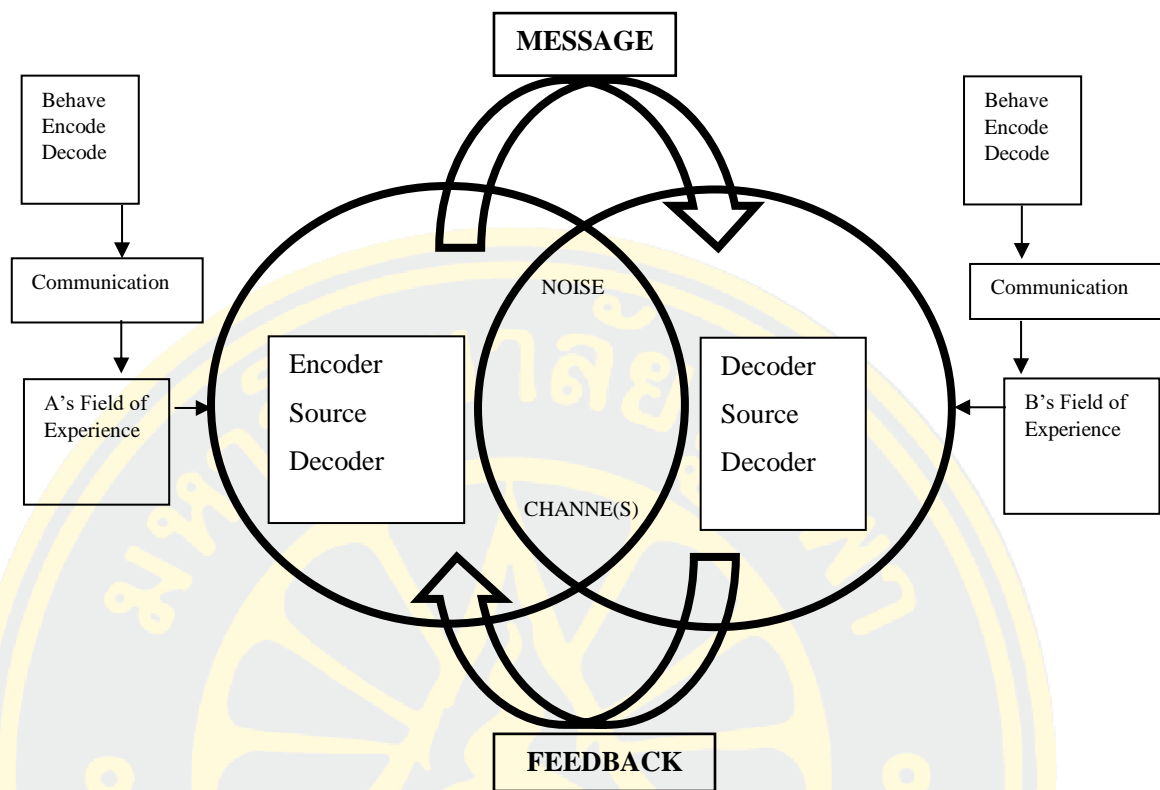 MESSAGE
Behave
Encode
Decode
Behave
Encode
Decode
Communication
NOISE
Communication
Encoder
Source
Decoder
Decoder
Source
Decoder
A's Field of
Experience
B's Field of
Experience
CHANNE(S)
FEEDBACK